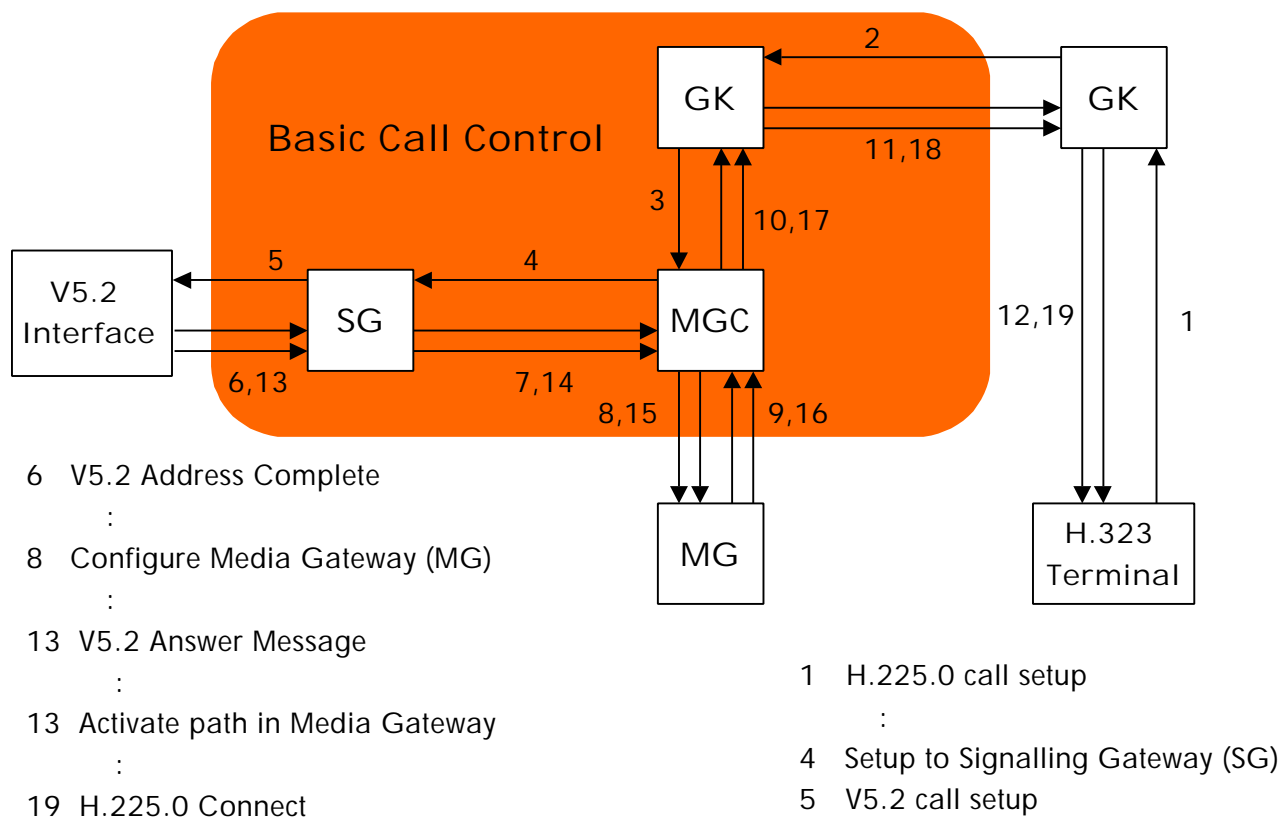 2
GK
GK
Basic Call Control
11,18
3
10,17
5
4
V5.2
Interface
SG
MGC
12,19
1
6,13
7,14
8,15
9,16
6 V5.2 Address Complete
:
8 Configure Media Gateway (MG)
:
13 V5.2 Answer Message
:
13 Activate path in Media Gateway
:
19 H.225.0 Connect
MG
H.323
Terminal
1 H.225.0 call setup
:
4 Setup to Signalling Gateway (SG)
5 V5.2 call setup